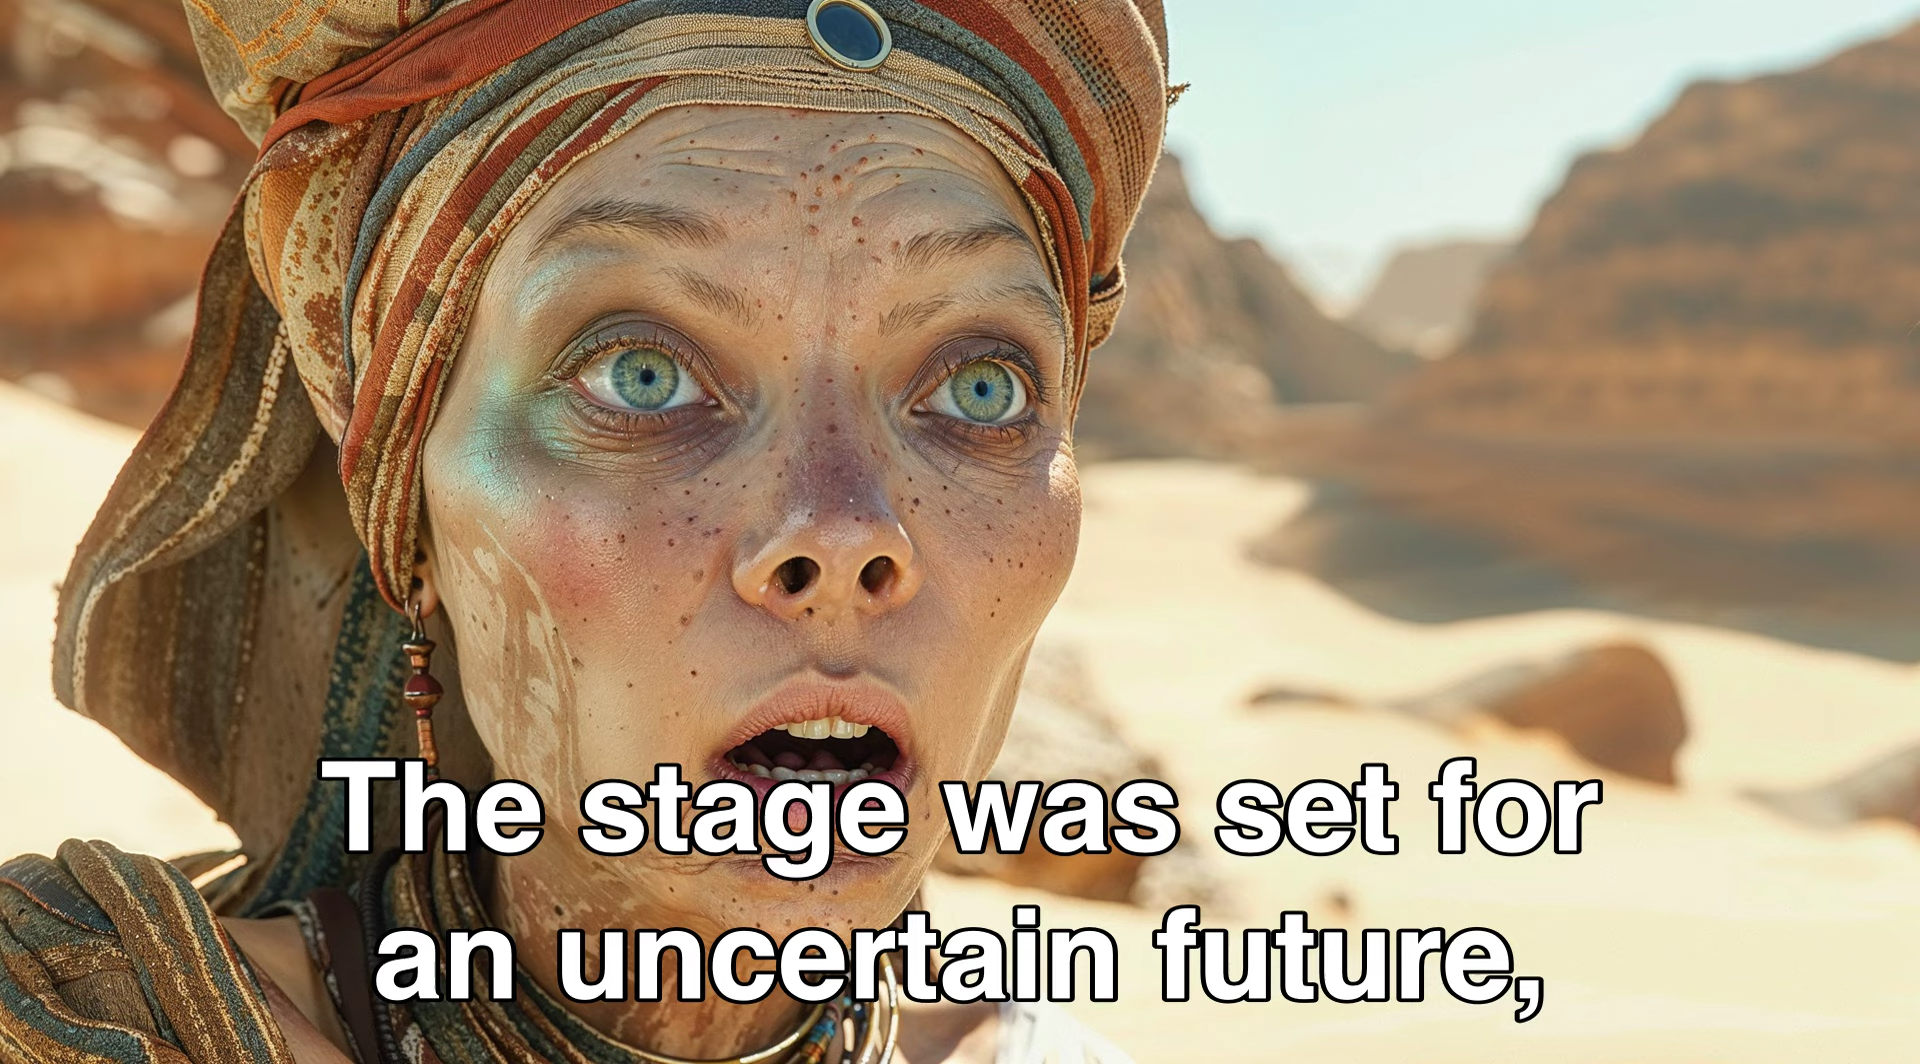 The stage was set for
an uncertain future,